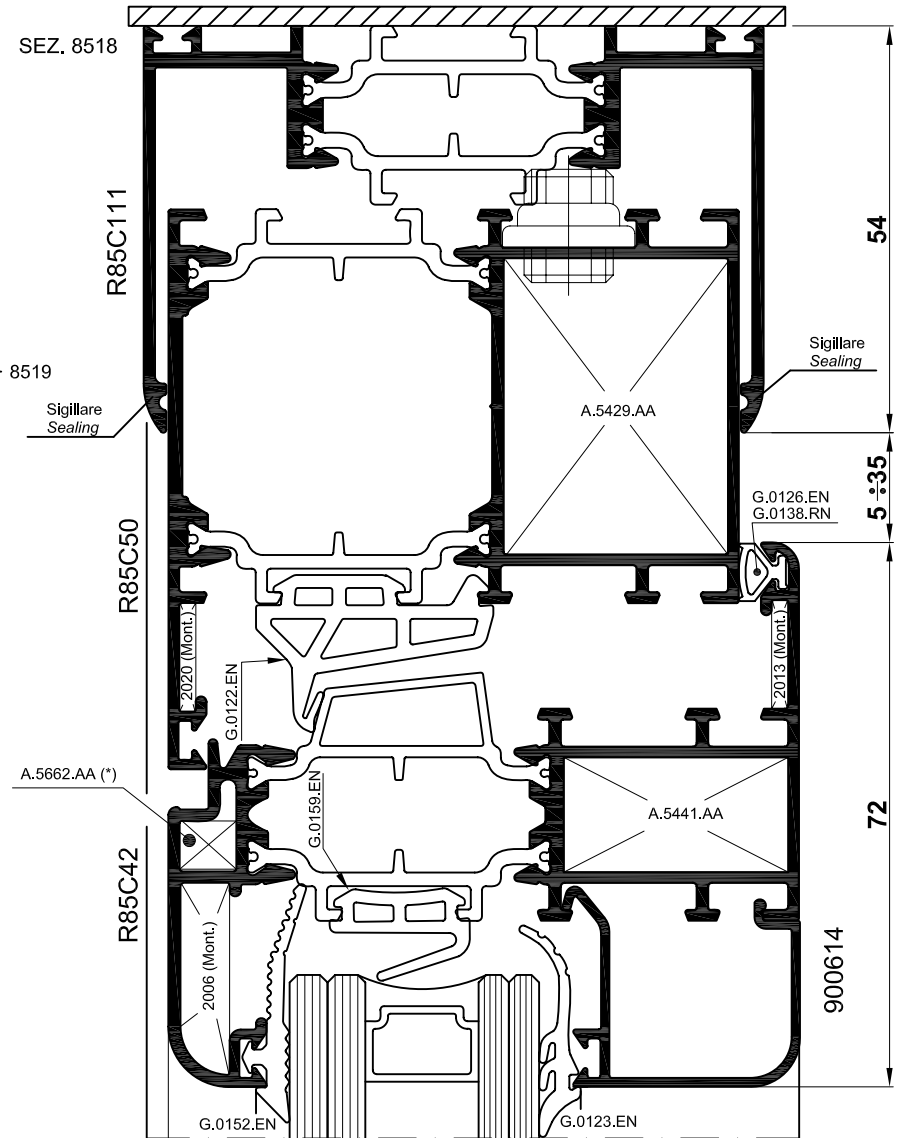 SEZ. 8518
R85C111
54
8519
Sigillare
Sealing
Sigillare
Sealing
A.5429.AA
5 ÷35
G.0126.EN
G.0138.RN
R85C50
2020 (Mont.)
2013 (Mont.)
G.0122.EN
A.5662.AA (*)
G.0159.EN
A.5441.AA
72
R85C42
2006 (Mont.)
900614
G.0152.EN
G.0123.EN